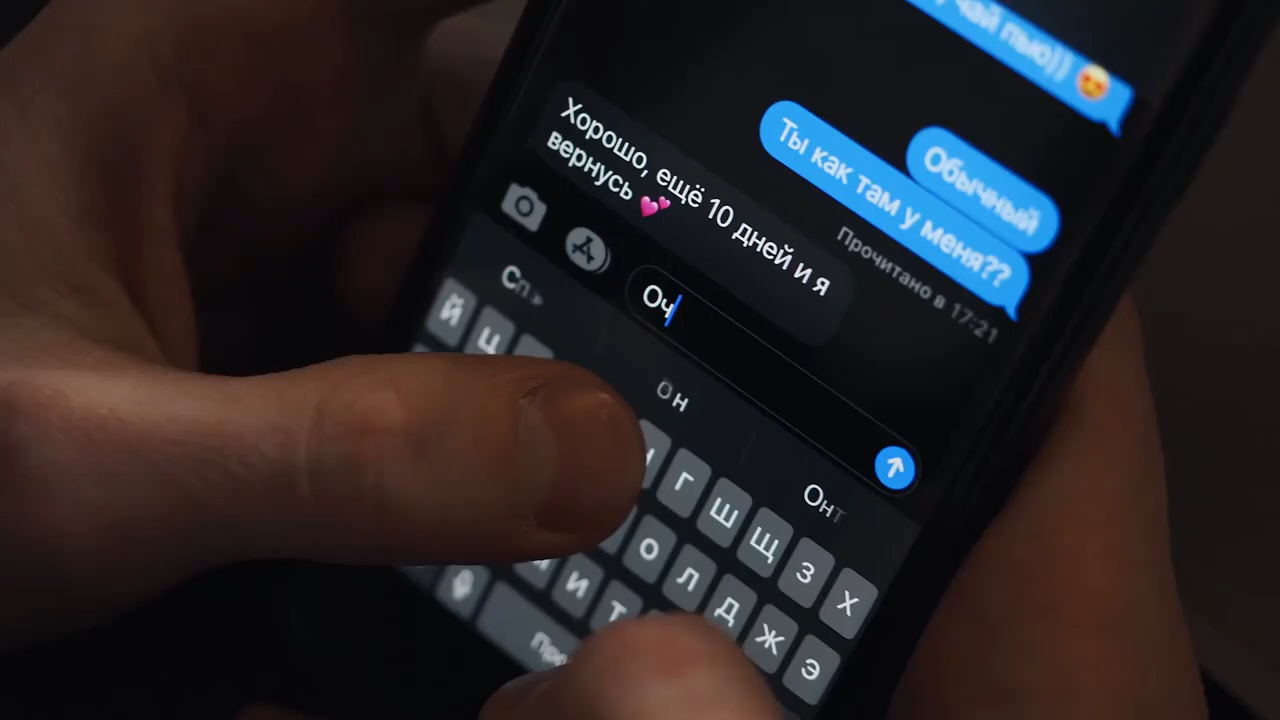 чай пью)) 😍
Обычный
Ты как там у меня??
Прочитано в 17:21
Хорошо, ещё 10 дней и я
вернусь 💕
Оч
Он
Онт
Й Ц
Г Ш Щ З Х
О Л Д Ж Э
И Т